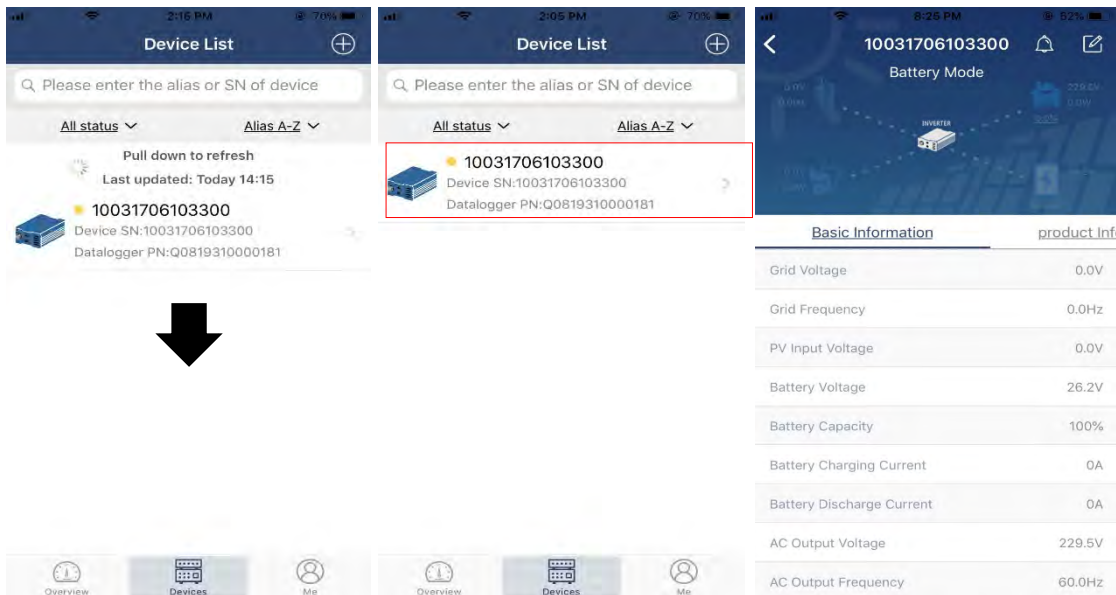 2:16 PM
70%
Device List
Please enter the alias or SN of device
All status
Alias A-Z
Pull down to refresh
Last updated: Today 14:15
10031706103300
Device SN:10031706103300
Datalogger PN:Q0819310000181
Overview
Devices
Me
2:05 PM
70%
Device List
Please enter the alias or SN of device
All status
Alias A-Z
10031706103300
Device SN:10031706103300
Datalogger PN:Q0819310000181
Overview
Devices
Me
8:26 PM
52%
10031706103300
Battery Mode
229.5V
0.0W
INVERTER
Basic Information
product Inf
Grid Voltage 0.0V
Grid Frequency 0.0Hz
PV Input Voltage 0.0V
Battery Voltage 26.2V
Battery Capacity 100%
Battery Charging Current 0A
Battery Discharge Current 0A
AC Output Voltage 229.5V
AC Output Frequency 60.0Hz